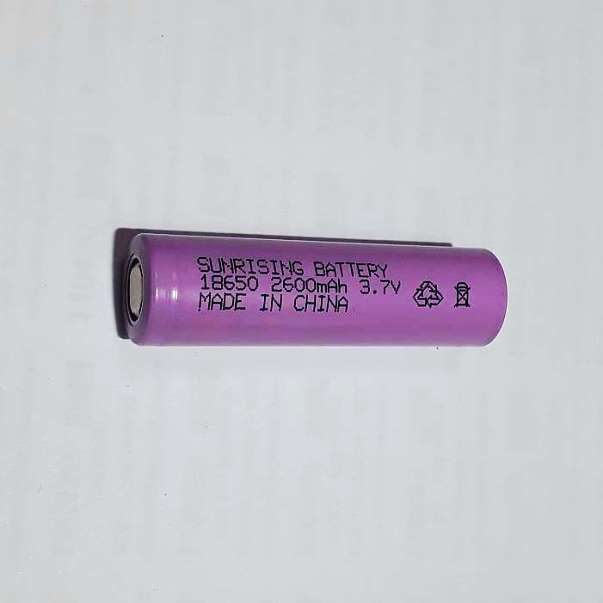 SUNRISING BATTERY
18650 2600mAh 3.7V
MADE IN CHINA